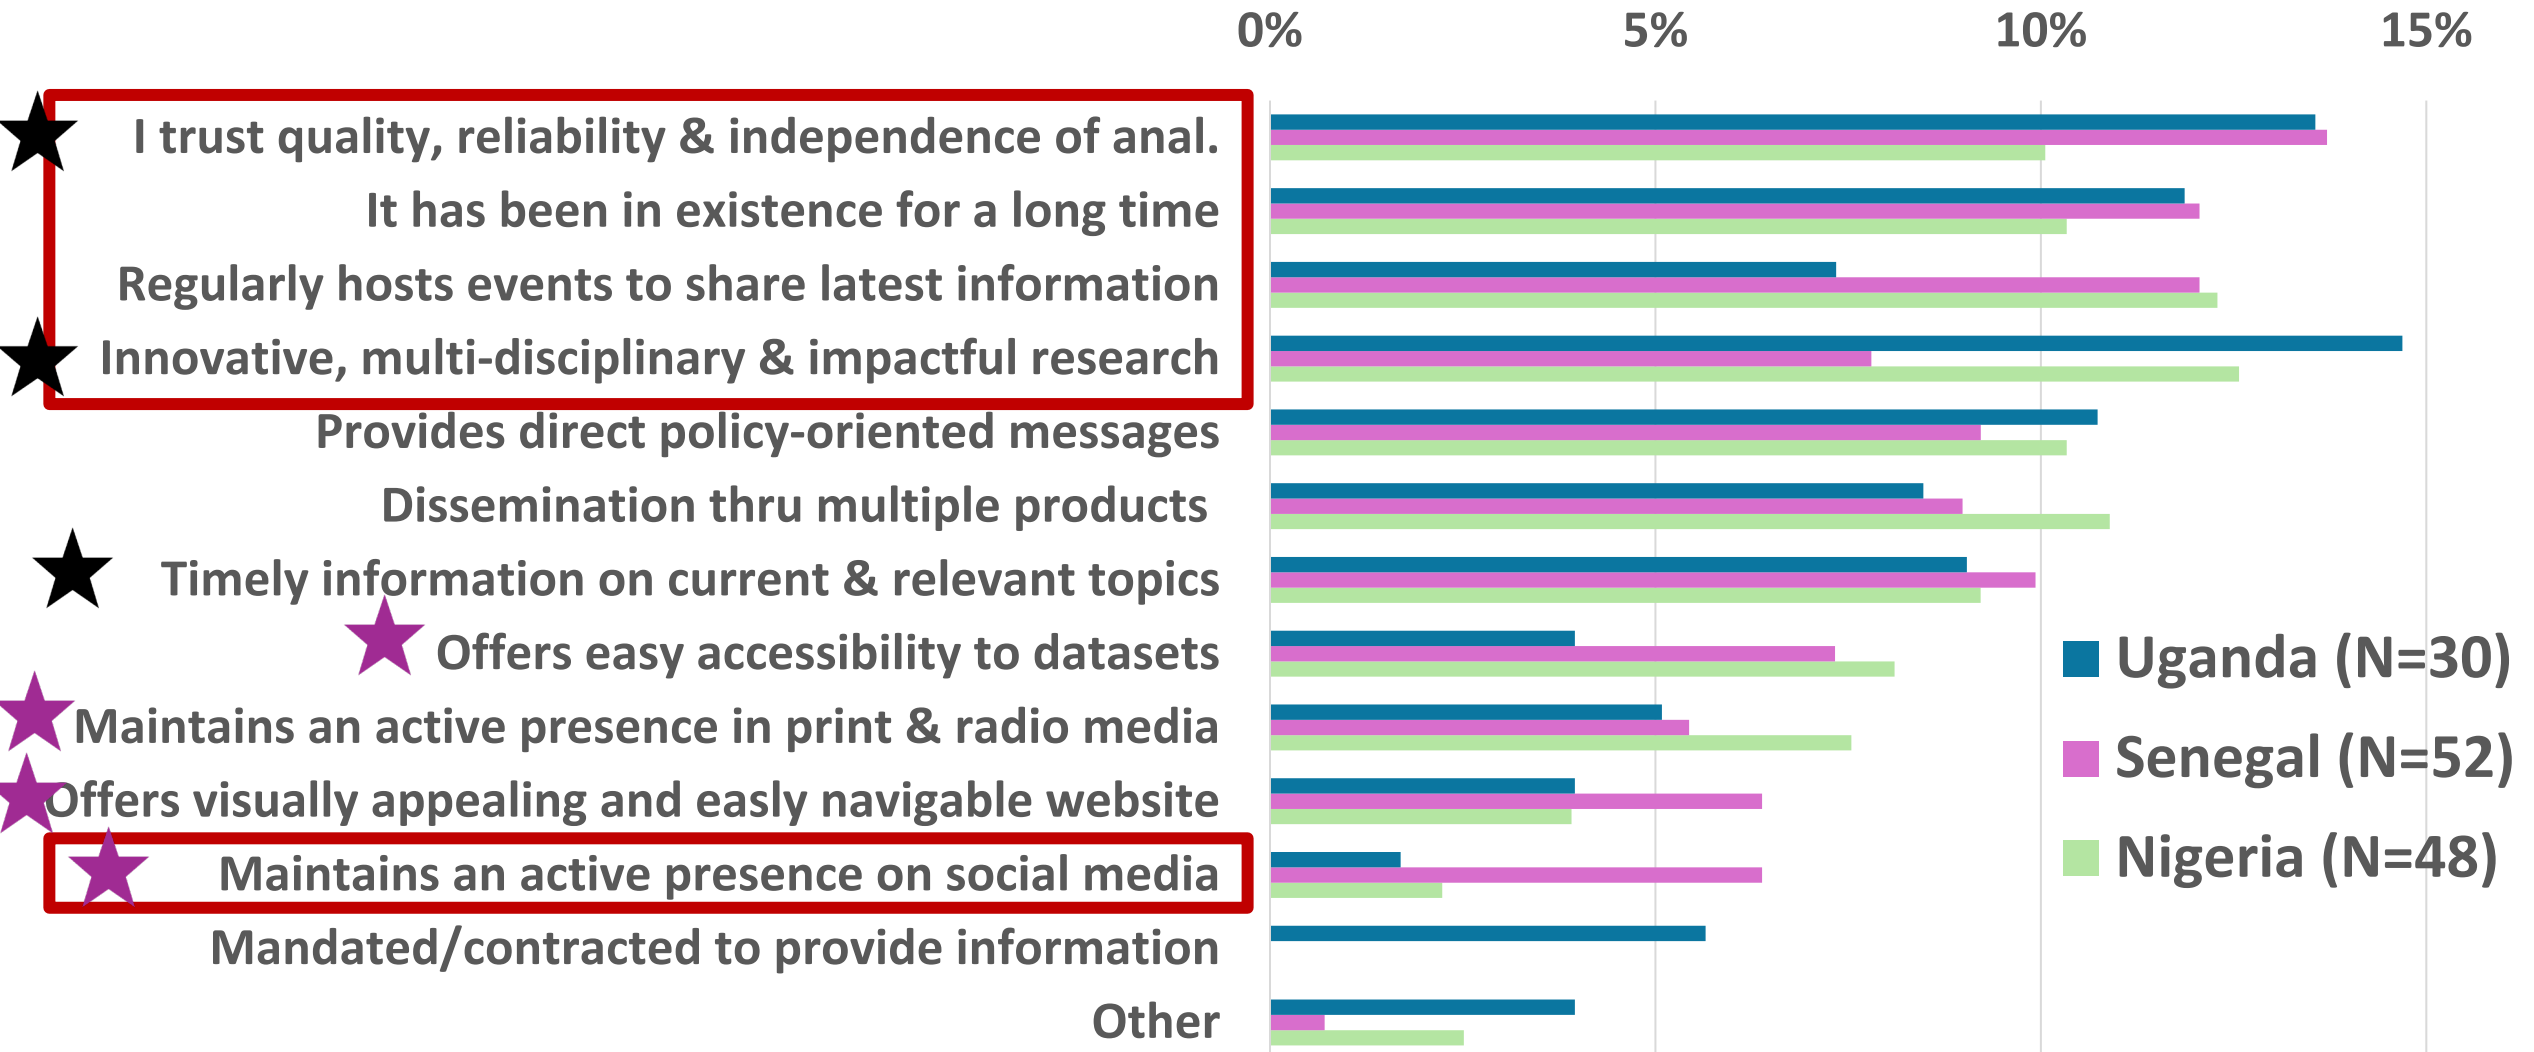 0% 5% 10% 15%
I trust quality, reliability & independence of anal.
It has been in existence for a long time
Regularly hosts events to share latest information
Innovative, multi-disciplinary & impactful research
Provides direct policy-oriented messages
Dissemination thru multiple products
Timely information on current & relevant topics
Offers easy accessibility to datasets
Maintains an active presence in print & radio media
Offers visually appealing and easly navigable website
Maintains an active presence on social media
Mandated/contracted to provide information
Other
Uganda (N=30)
Senegal (N=52)
Nigeria (N=48)